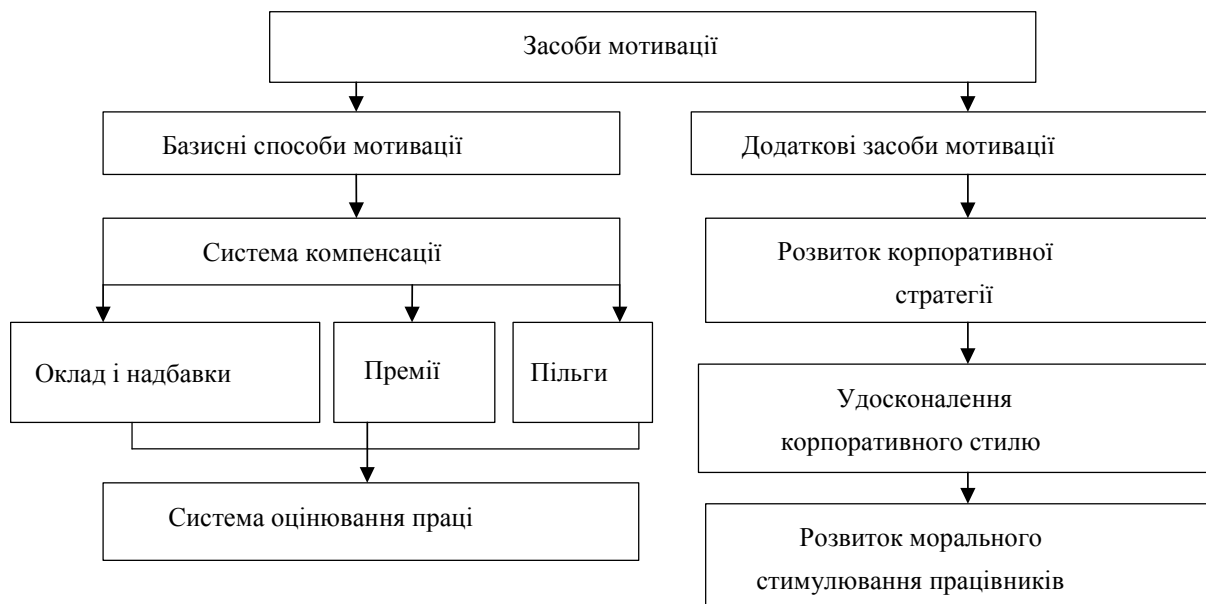 Засоби мотивації
Базисні способи мотивації
Додаткові засоби мотивації
Система компенсації
Розвиток корпоративної
стратегії
Оклад і надбавки
Премії
Пільги
Удосконалення
корпоративного стилю
Система оцінювання праці
Розвиток морального
стимулювання працівників